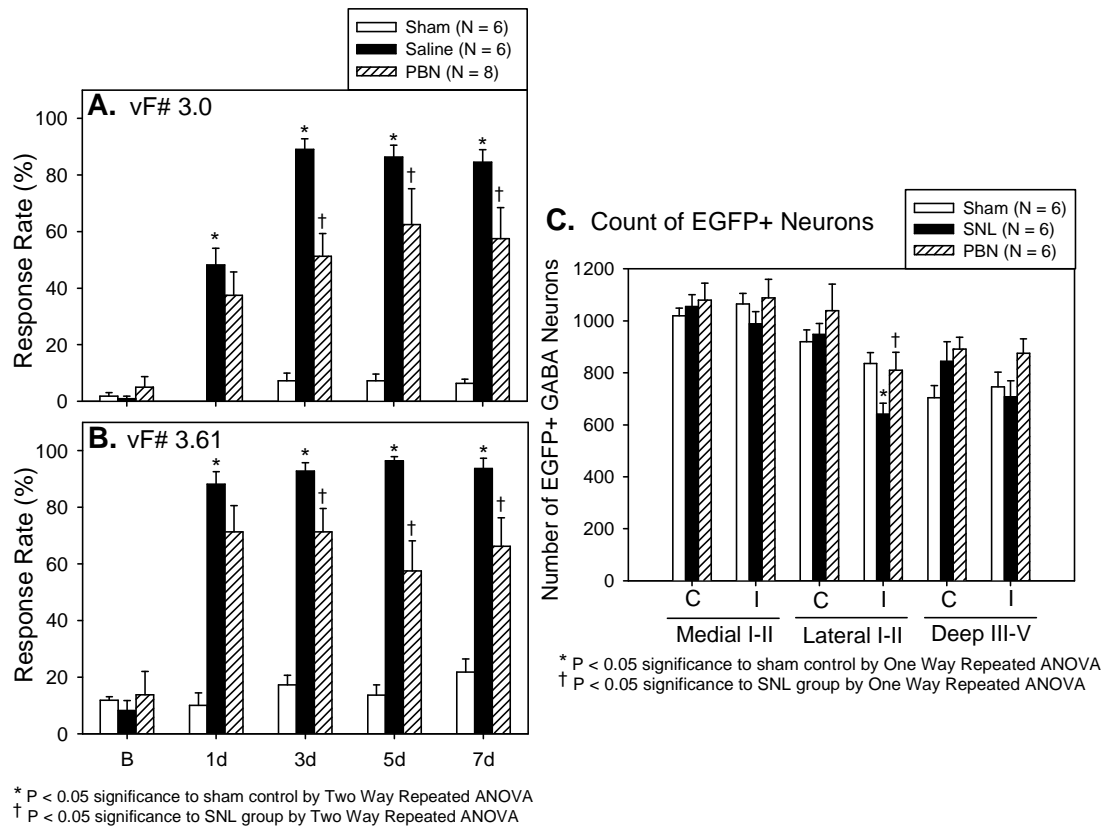 Sham (N = 6)
Saline (N = 6)
PBN (N = 8)
A. vF# 3.0
Response Rate (%)
100
80
60
40
20
0
*
*
†
*
†
*
†
B. vF# 3.61
Response Rate (%)
100
80
60
40
20
0
*
*
†
*
†
*
†
B 1d 3d 5d 7d
* P < 0.05 significance to sham control by Two Way Repeated ANOVA
† P < 0.05 significance to SNL group by Two Way Repeated ANOVA
C. Count of EGFP+ Neurons
Sham (N = 6)
SNL (N = 6)
PBN (N = 6)
Number of EGFP+ GABA Neurons
1200
1000
800
600
400
200
0
*
†
C I C I C I
Medial I-II Lateral I-II Deep III-V
* P < 0.05 significance to sham control by One Way Repeated ANOVA
† P < 0.05 significance to SNL group by One Way Repeated ANOVA